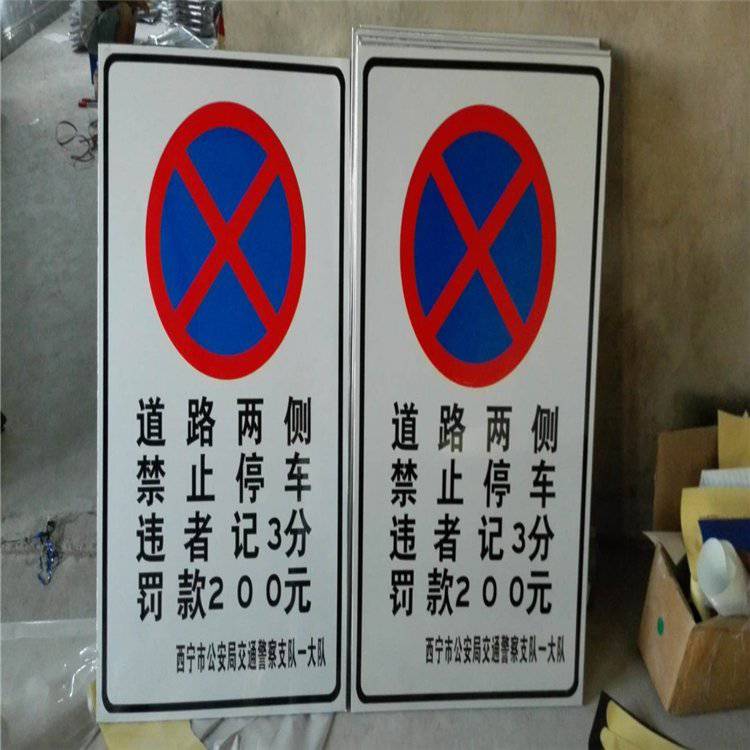 道路两侧
禁止停车
违者记3分
罚款200元
西宁市公安局交通警察支队一大队
道路两侧
禁止停车
违者记3分
罚款200元
西宁市公安局交通警察支队一大队